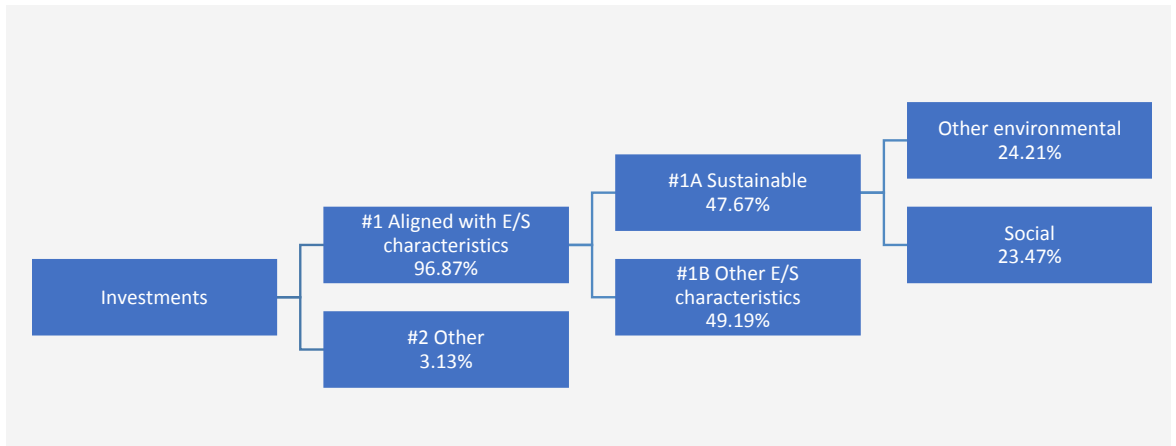 Investments
#1 Aligned with E/S
characteristics
96.87%
#2 Other
3.13%
#1A Sustainable
47.67%
#1B Other E/S
characteristics
49.19%
Other environmental
24.21%
Social
23.47%